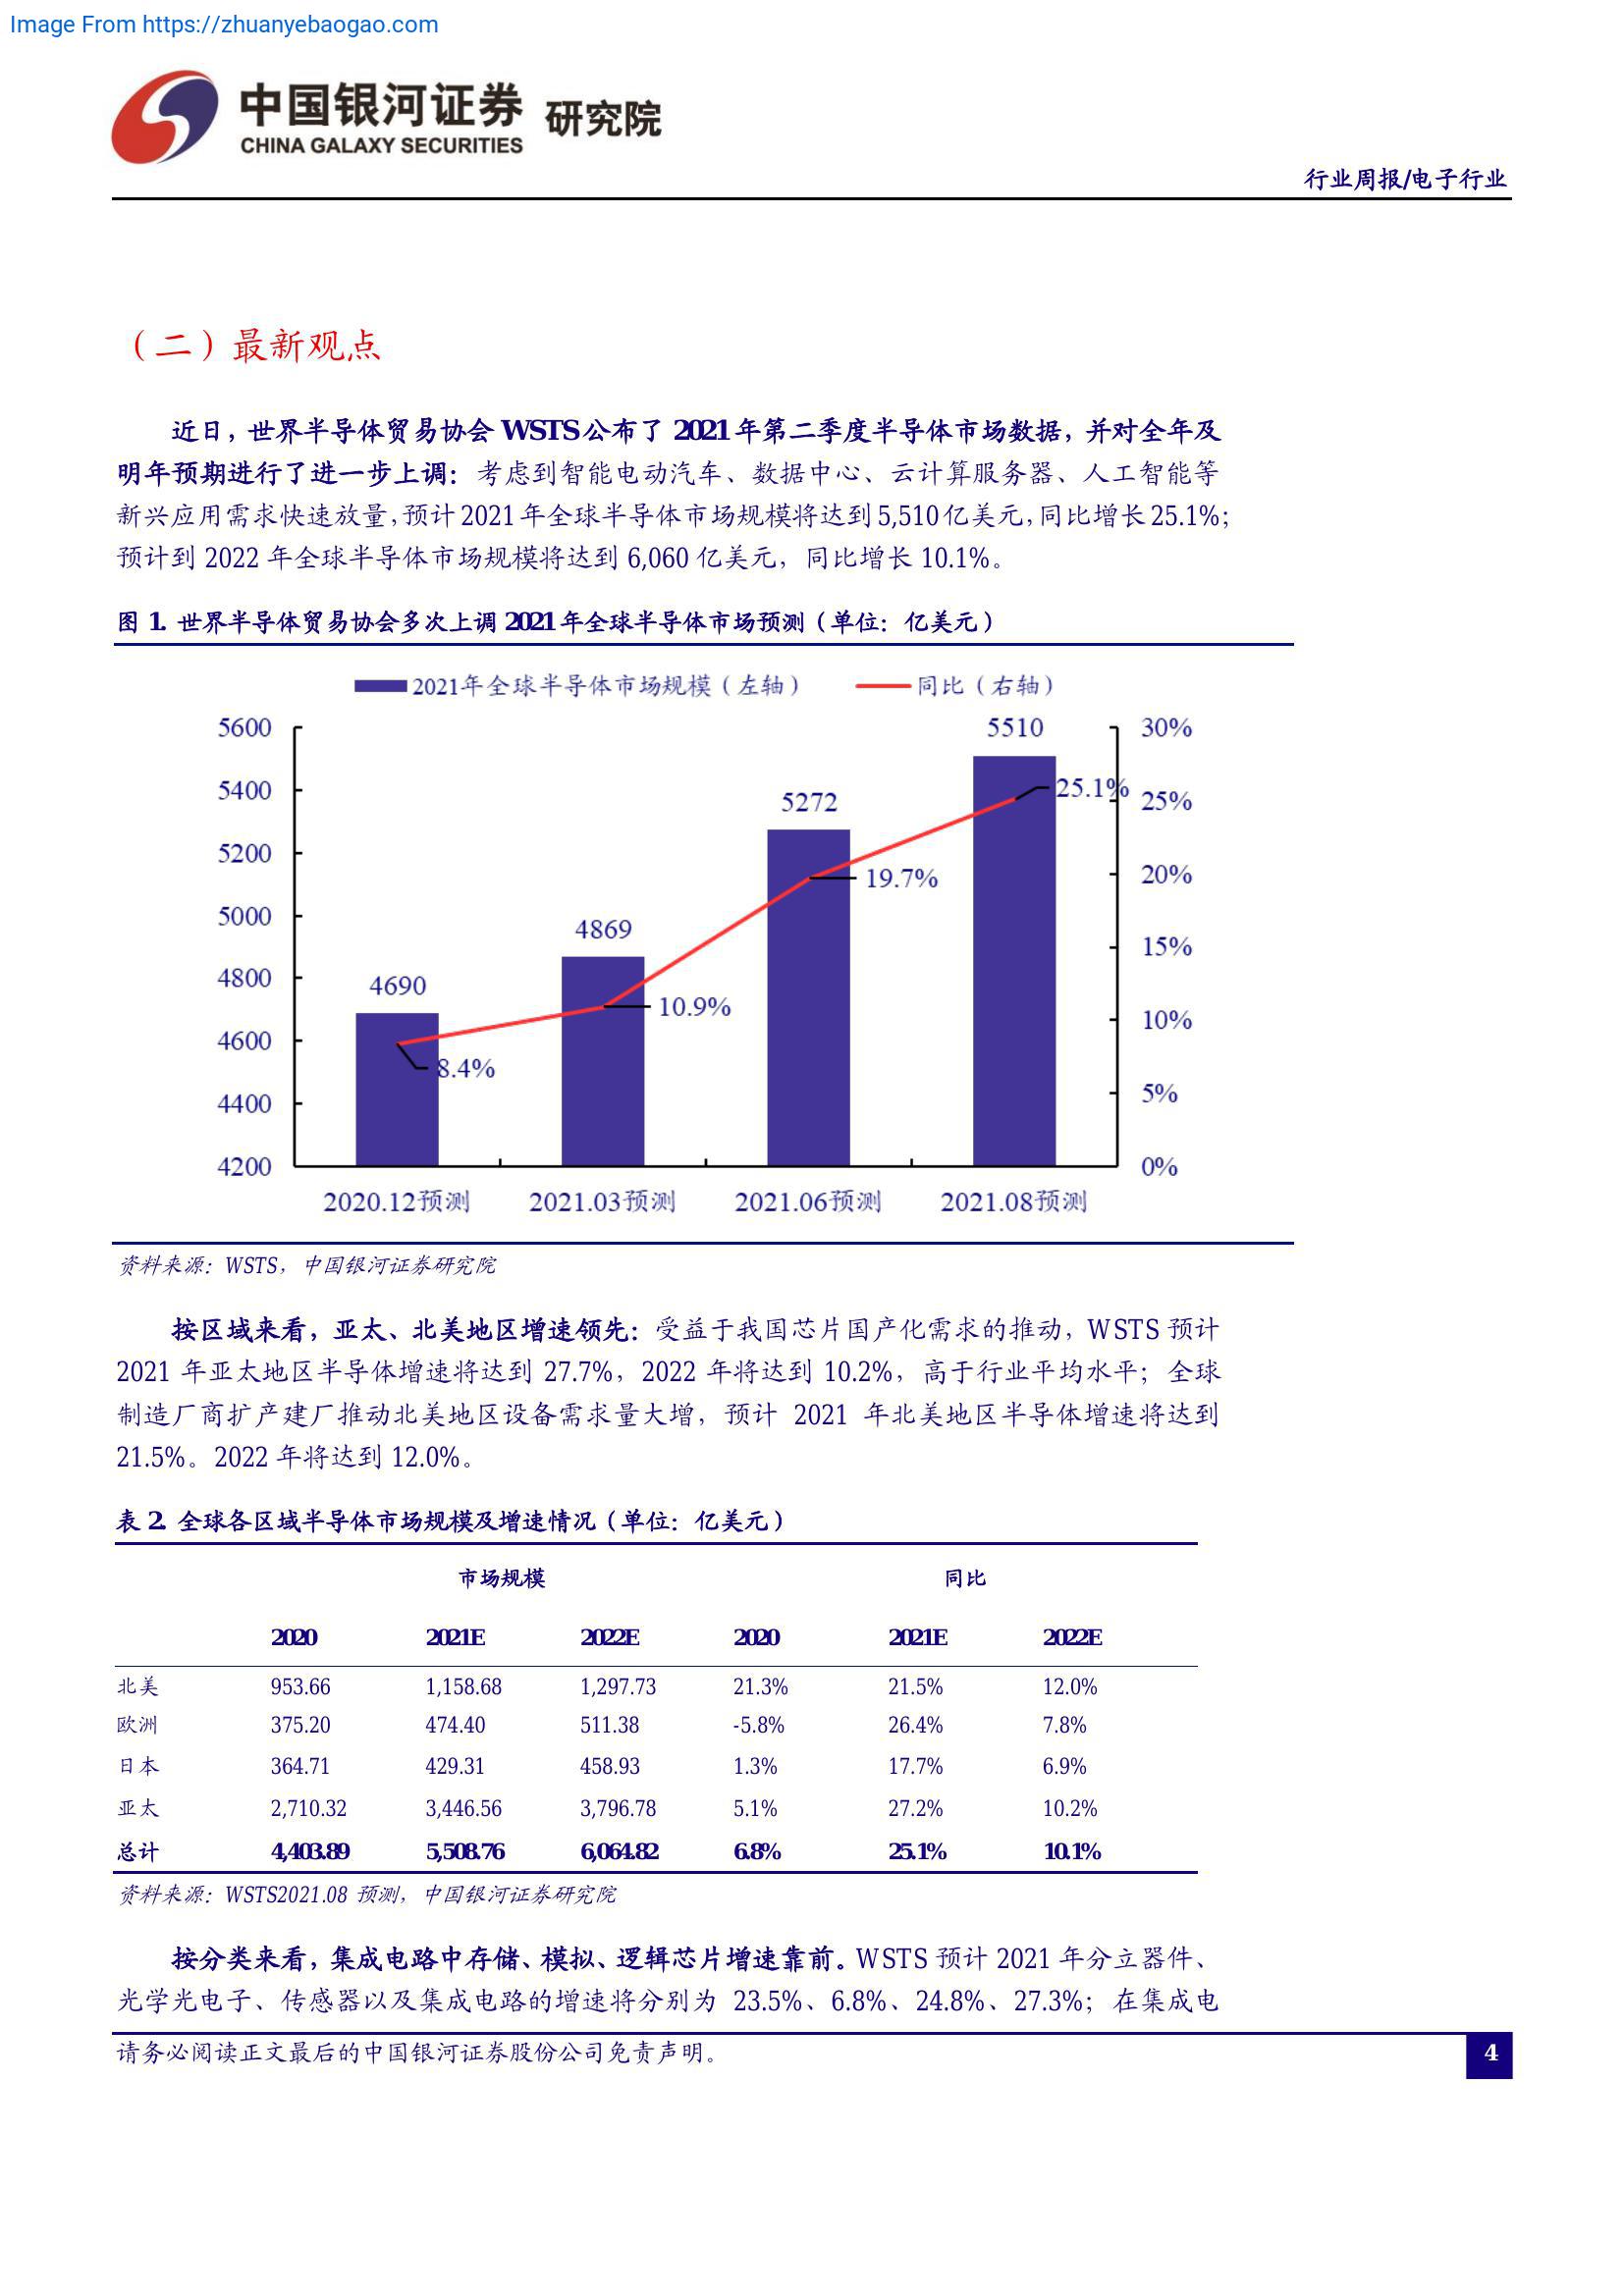 Image From https://zhuanyebaogao.com
中国银河证券 研究院
CHINA GALAXY SECURITIES
行业周报/电子行业
（二）最新观点
近日，世界半导体贸易协会 WSTS 公布了 2021 年第二季度半导体市场数据，并对全年及
明年预期进行了进一步上调：考虑到智能电动汽车、数据中心、云计算服务器、人工智能等
新兴应用需求快速放量，预计 2021 年全球半导体市场规模将达到 5,510 亿美元，同比增长 25.1%；
预计到 2022 年全球半导体市场规模将达到 6,060 亿美元，同比增长 10.1%。
图 1. 世界半导体贸易协会多次上调 2021 年全球半导体市场预测（单位：亿美元）
2021年全球半导体市场规模（左轴） 同比（右轴）
5600 5510 30%
5400 25.1% 25%
5272
5200 19.7% 20%
5000 4869 15%
4800 4690
10.9% 10%
4600
8.4%
4400 5%
4200 0%
2020.12预测 2021.03预测 2021.06预测 2021.08预测
资料来源：WSTS，中国银河证券研究院
按区域来看，亚太、北美地区增速领先：受益于我国芯片国产化需求的推动，WSTS 预计
2021 年亚太地区半导体增速将达到 27.7%，2022 年将达到 10.2%，高于行业平均水平；全球
制造厂商扩产建厂推动北美地区设备需求量大增，预计 2021 年北美地区半导体增速将达到
21.5%。2022 年将达到 12.0%。
表 2. 全球各区域半导体市场规模及增速情况（单位：亿美元）
市场规模 同比
2020 2021E 2022E 2020 2021E 2022E
北美 953.66 1,158.68 1,297.73 21.3% 21.5% 12.0%
欧洲 375.20 474.40 511.38 -5.8% 26.4% 7.8%
日本 364.71 429.31 458.93 1.3% 17.7% 6.9%
亚太 2,710.32 3,446.56 3,796.78 5.1% 27.2% 10.2%
总计 4,403.89 5,508.76 6,064.82 6.8% 25.1% 10.1%
资料来源：WSTS2021.08 预测，中国银河证券研究院
按分类来看，集成电路中存储、模拟、逻辑芯片增速靠前。WSTS 预计 2021 年分立器件、
光学光电子、传感器以及集成电路的增速将分别为 23.5%、6.8%、24.8%、27.3%；在集成电
请务必阅读正文最后的中国银河证券股份公司免责声明。
4